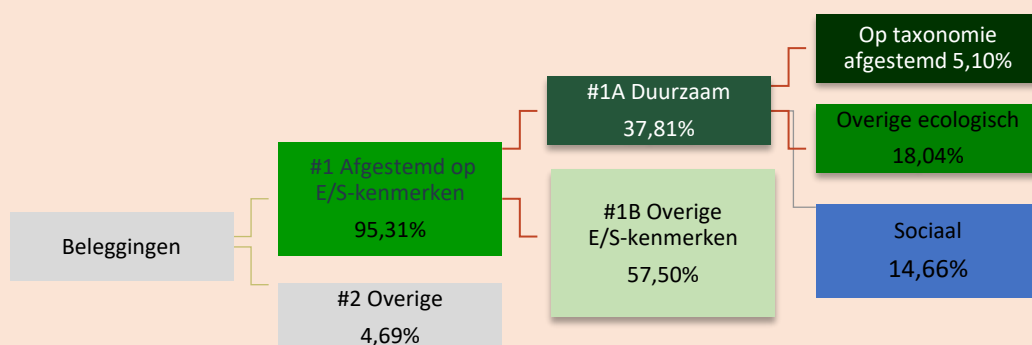 Beleggingen
#1 Afgestemd op
E/S-kenmerken
95,31%
#2 Overige
4,69%
#1A Duurzaam
37,81%
#1B Overige
E/S-kenmerken
57,50%
Op taxonomie
afgestemd 5,10%
Overige ecologisch
18,04%
Sociaal
14,66%